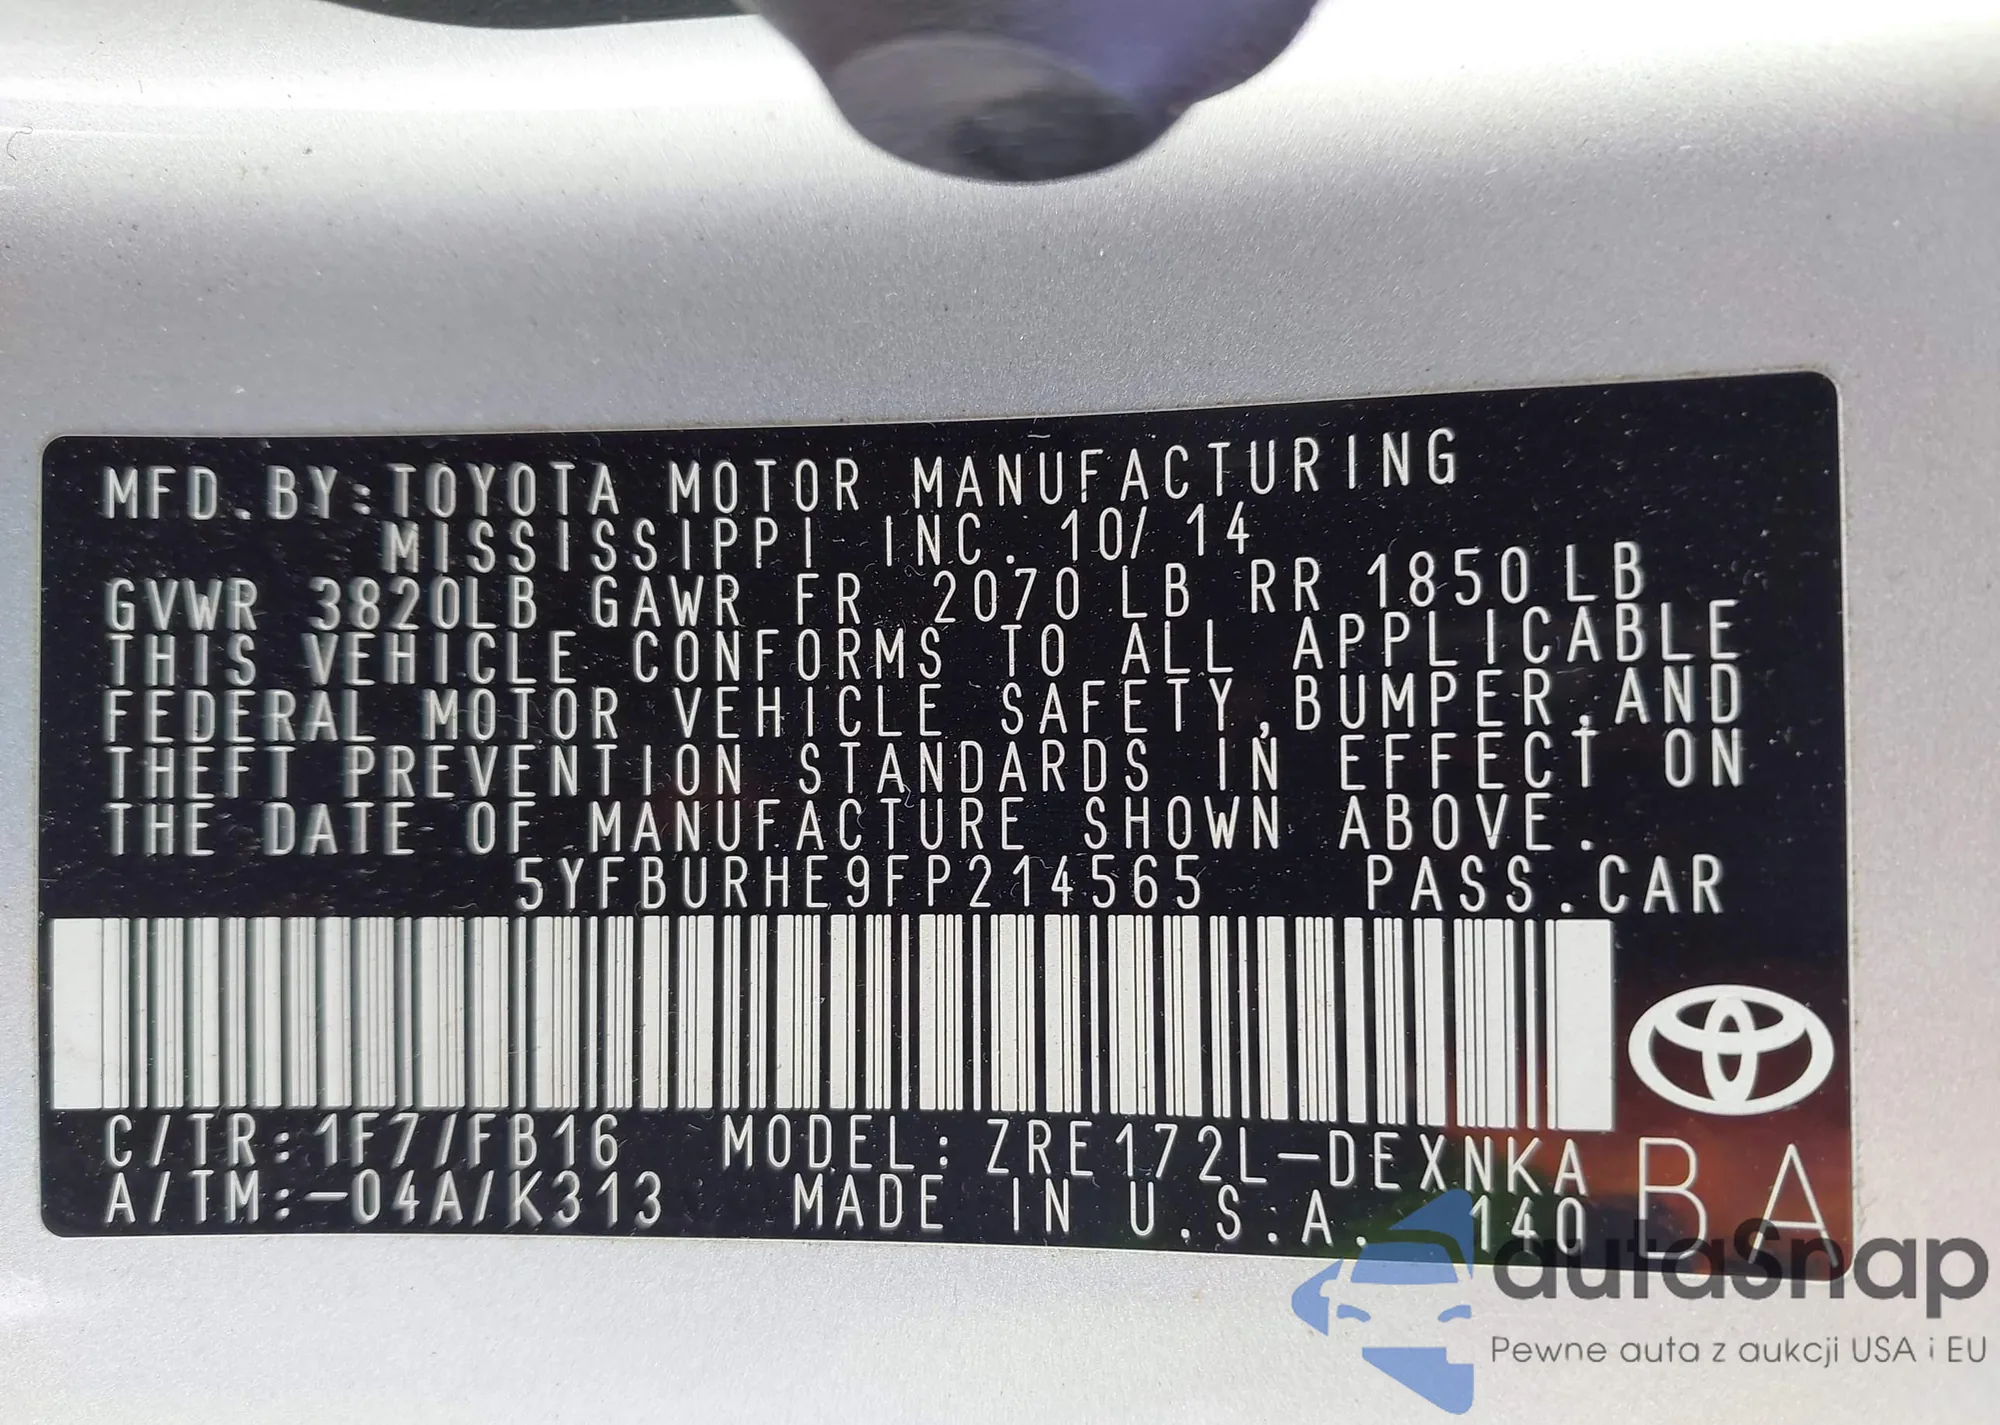 MFD.BY:TOYOTA MOTOR MANUFACTURING
MISSISSIPPI INC. 10/ 14
GVWR 3820LB GAWR FR 2070 LB RR 1850 LB
THIS VEHICLE CONFORMS TO ALL APPLICABLE
FEDERAL MOTOR VEHICLE SAFETY,BUMPER,AND
THEFT PREVENTION STANDARDS IN EFFECT ON
THE DATE OF MANUFACTURE SHOWN ABOVE.
5YFBURHE9FP214565 PASS.CAR
C/TR:1F7/FB16 MODEL:ZRE172L-DEXNKA
A/TM:-04A/K313 MADE IN U.S.A. 140
BA
autaSnap
Pewne auta z aukcji USA i EU